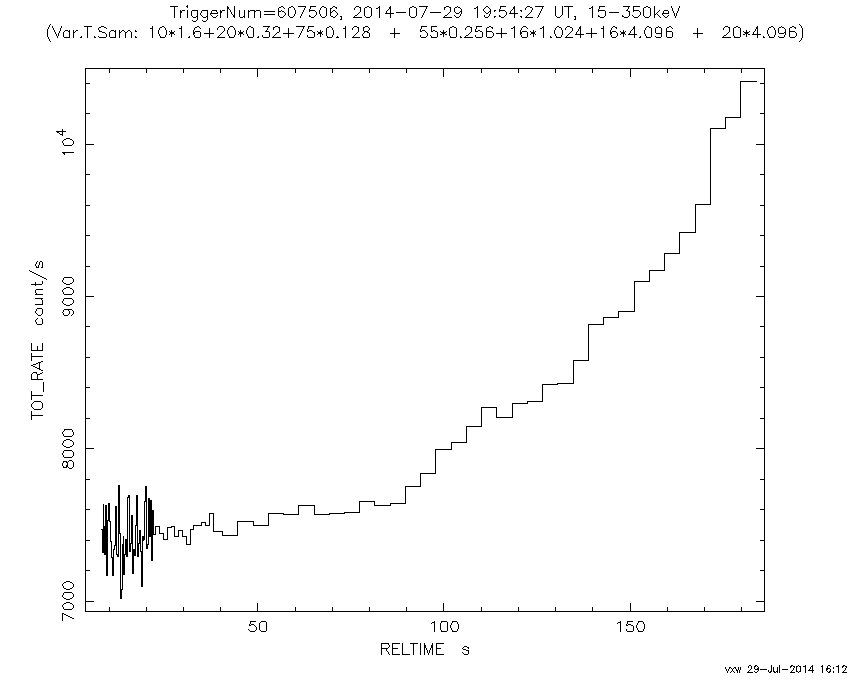 TriggerNum=607506, 2014-07-29 19:54:27 UT, 15-350keV
(Var.T.Sam: 10*1.6+20*0.32+75*0.128 + 55*0.256+16*1.024+16*4.096 + 20*4.096)
10⁴
9000
8000
7000
TOT_RATE count/s
50 100 150
RELTIME s
vxw 29-Jul-2014 16:12